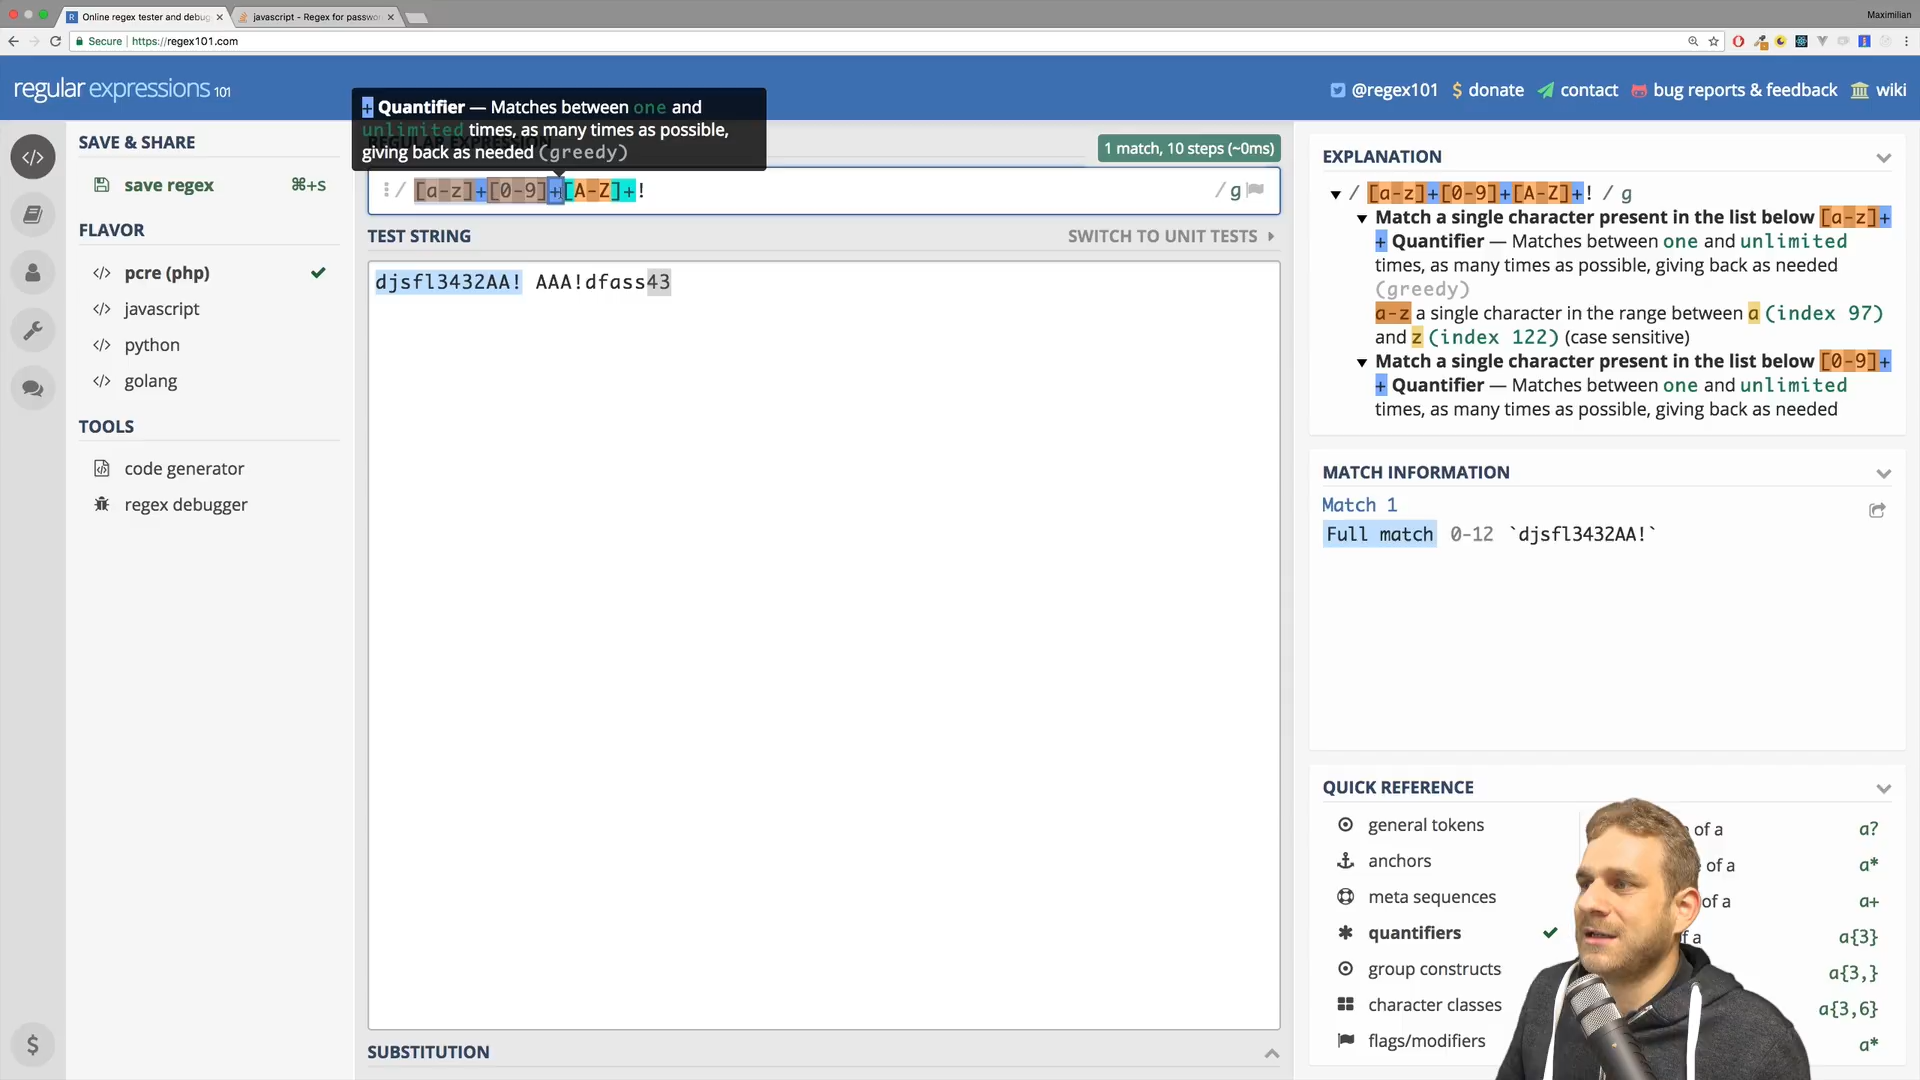 Online regex tester and debug
javascript - Regex for passwo
Maximilian
Secure
https://regex101.com
regular expressions 101
@regex101
donate
contact
bug reports & feedback
wiki
+ Quantifier — Matches between one and
unlimited times, as many times as possible,
giving back as needed (greedy)
SAVE & SHARE
save regex
⌘+S
FLAVOR
pcre (php)
javascript
python
golang
TOOLS
code generator
regex debugger
REGULAR EXPRESSION
1 match, 10 steps (~0ms)
/ [a-z]+[0-9]+[A-Z]+!
/ g
TEST STRING
SWITCH TO UNIT TESTS
djsfl3432AA! AAA!dfass43
SUBSTITUTION
EXPLANATION
/ [a-z]+[0-9]+[A-Z]+! / g
Match a single character present in the list below [a-z]+
+ Quantifier — Matches between one and unlimited
times, as many times as possible, giving back as needed
(greedy)
a-z a single character in the range between a (index 97)
and z (index 122) (case sensitive)
Match a single character present in the list below [0-9]+
+ Quantifier — Matches between one and unlimited
times, as many times as possible, giving back as needed
MATCH INFORMATION
Match 1
Full match 0-12 `djsfl3432AA!`
QUICK REFERENCE
general tokens
anchors
meta sequences
quantifiers
group constructs
character classes
flags/modifiers
of a
a?
of a
a*
of a
a+
a
a{3}
a{3,}
a{3,6}
a*
$